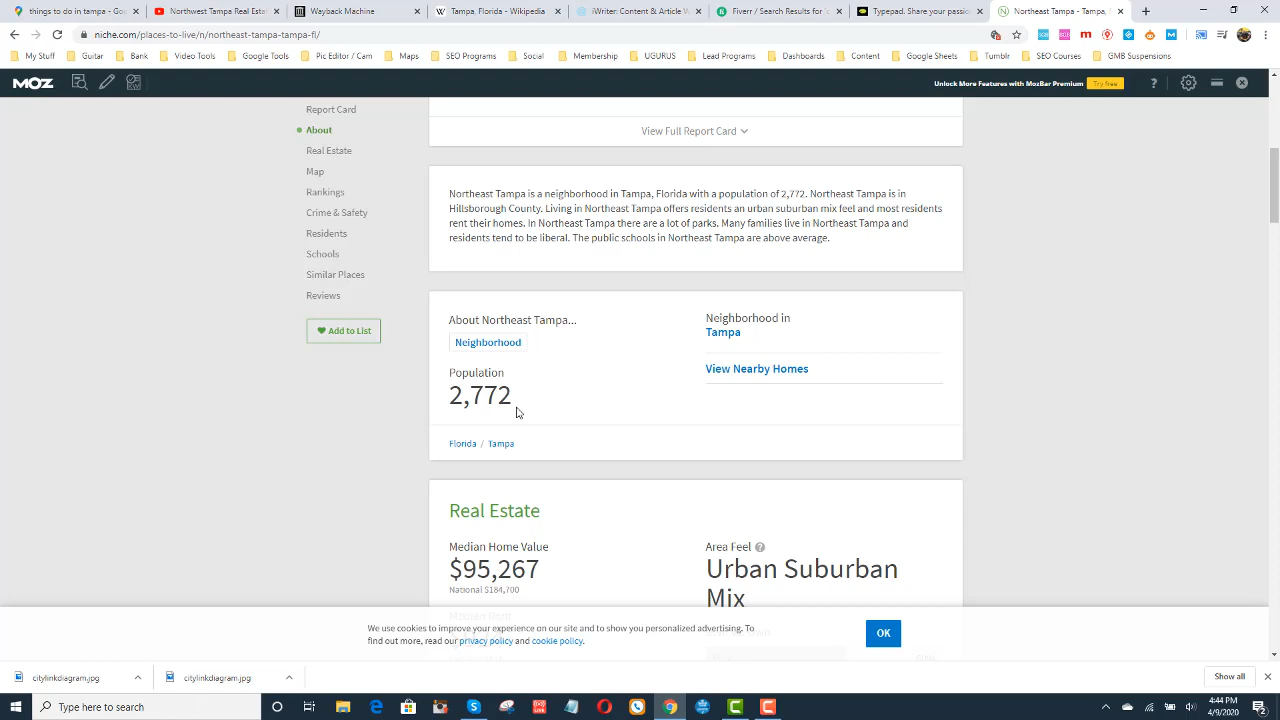 things to do in tampa - Goo
Northwest Tampa Real Esta
Wayback Machine
Tampa, Florida - Wikipedia
iWriter: Content & Article W
Fiverr / Search Results for 'c
Typepad. Share your passion
Northeast Tampa - Tampa, F
niche.com/places-to-live/n/northeast-tampa-tampa-fl/
My Stuff
Guitar
Bank
Video Tools
Google Tools
Pic Editor / Cam
Maps
SEO Programs
Social
Membership
UGURUS
Lead Programs
Dashboards
Content
Google Sheets
Tumblr
SEO Courses
GMB Suspensions
MOZ
Unlock More Features with MozBar Premium
Try free
Report Card
About
Real Estate
Map
Rankings
Crime & Safety
Residents
Schools
Similar Places
Reviews
Add to List
View Full Report Card
Northeast Tampa is a neighborhood in Tampa, Florida with a population of 2,772. Northeast Tampa is in
Hillsborough County. Living in Northeast Tampa offers residents an urban suburban mix feel and most residents
rent their homes. In Northeast Tampa there are a lot of parks. Many families live in Northeast Tampa and
residents tend to be liberal. The public schools in Northeast Tampa are above average.
About Northeast Tampa...
Neighborhood
Population
2,772
Neighborhood in
Tampa
View Nearby Homes
Florida / Tampa
Real Estate
Median Home Value
$95,267
National $184,700
Area Feel ?
Urban Suburban
Mix
We use cookies to improve your experience on our site and to show you personalized advertising. To
find out more, read our privacy policy and cookie policy.
OK
citylinkdiagram.jpg
citylinkdiagram.jpg
Show all
Type here to search
4:44 PM
4/9/2020